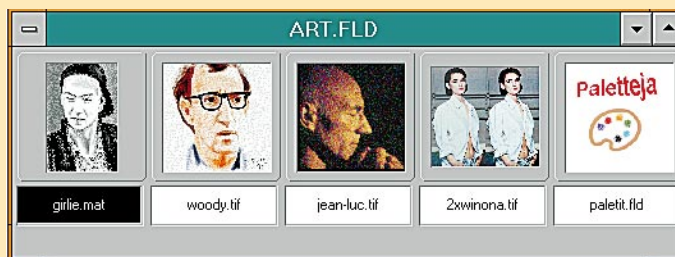 ART.FLD
Paletteja
girlie.mat
woody.tif
jean-luc.tif
2xwinona.tif
paletit.fld